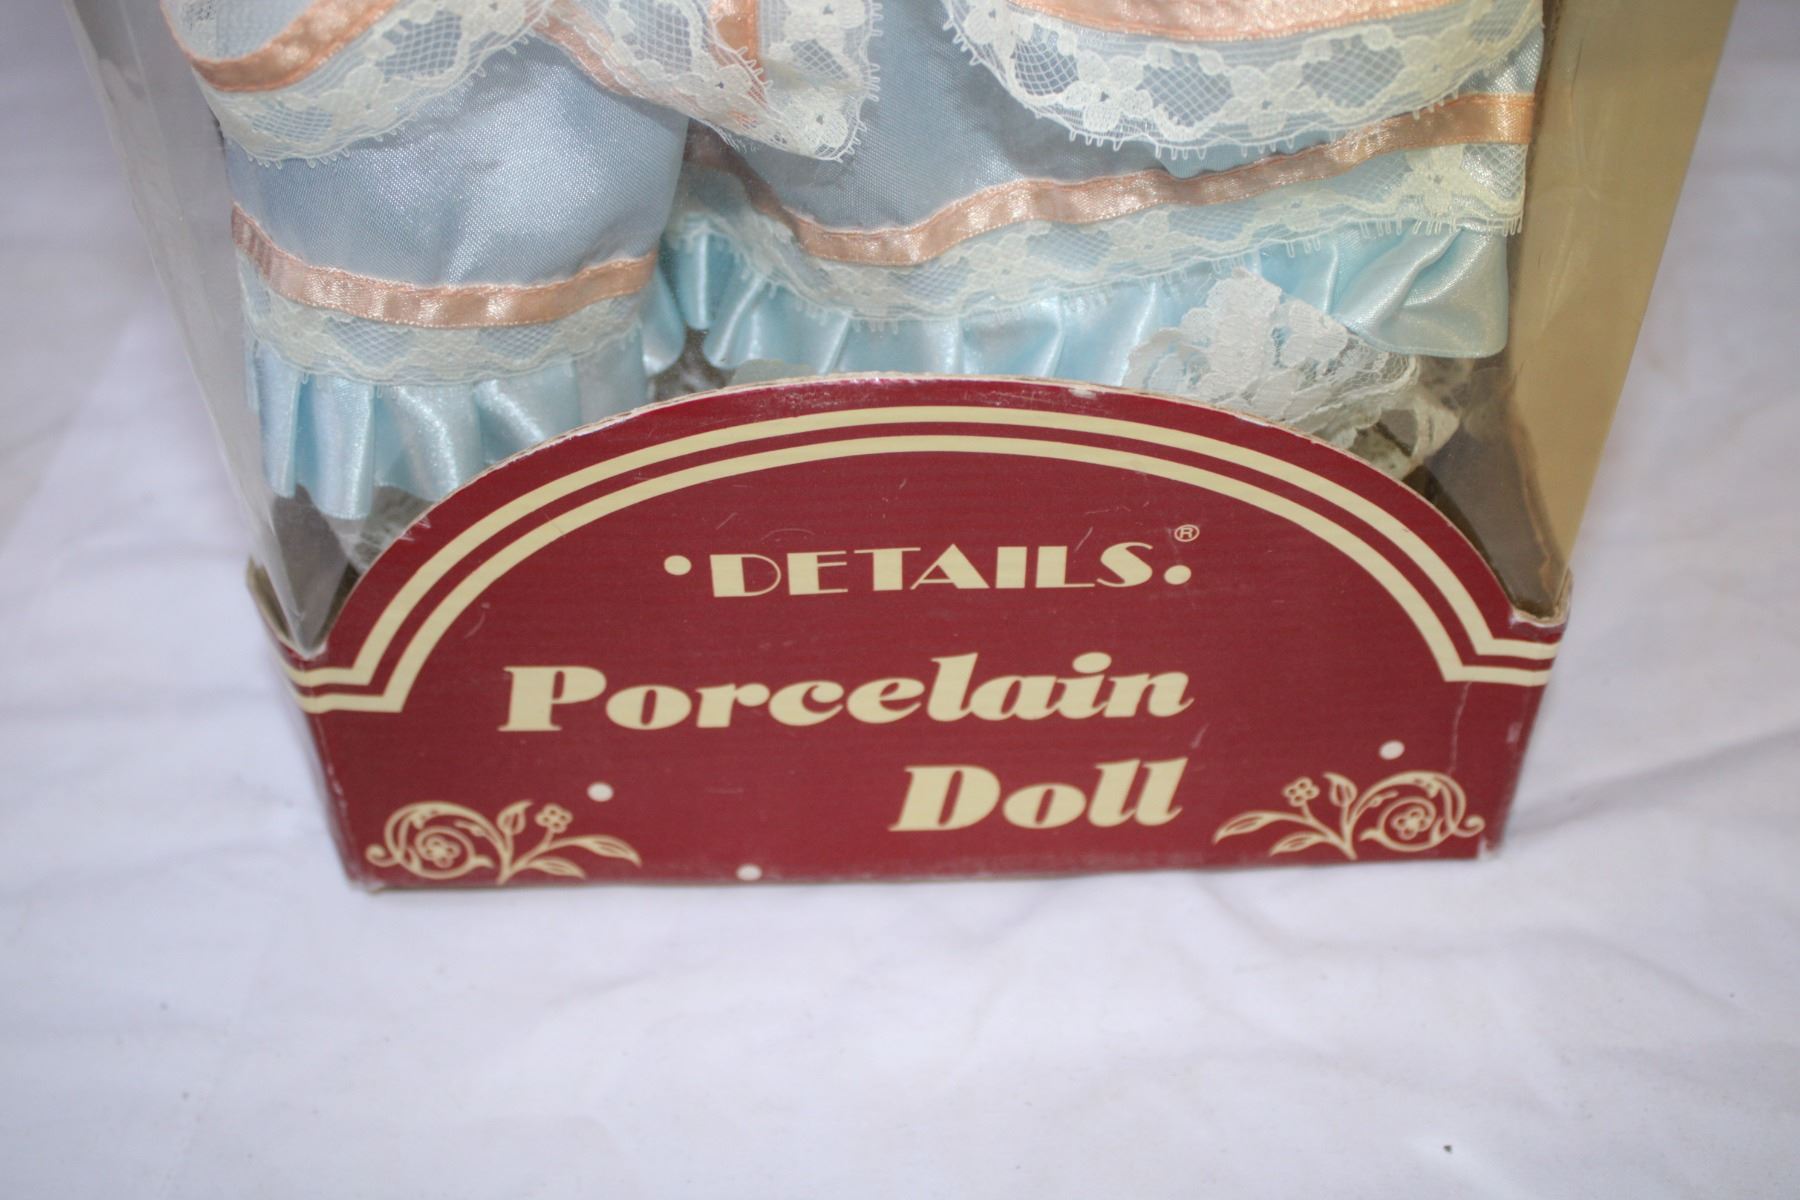 • DETAILS. ®
Porcelain
Doll